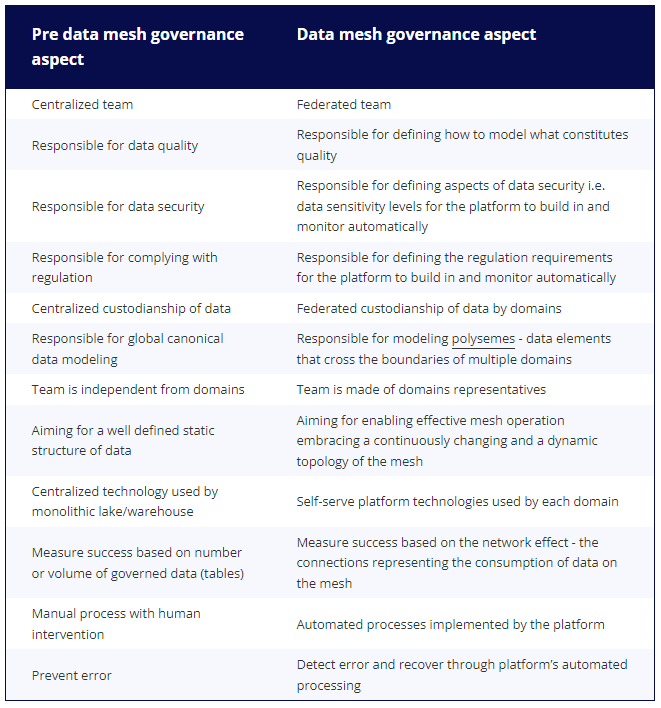 Pre data mesh governance
aspect
Data mesh governance aspect
Centralized team
Federated team
Responsible for data quality
Responsible for defining how to model what constitutes
quality
Responsible for data security
Responsible for defining aspects of data security i.e.
data sensitivity levels for the platform to build in and
monitor automatically
Responsible for complying with
regulation
Responsible for defining the regulation requirements
for the platform to build in and monitor automatically
Centralized custodianship of data
Federated custodianship of data by domains
Responsible for global canonical
data modeling
Responsible for modeling polysemes - data elements
that cross the boundaries of multiple domains
Team is independent from domains
Team is made of domains representatives
Aiming for a well defined static
structure of data
Aiming for enabling effective mesh operation
embracing a continuously changing and a dynamic
topology of the mesh
Centralized technology used by
monolithic lake/warehouse
Self-serve platform technologies used by each domain
Measure success based on number
or volume of governed data (tables)
Measure success based on the network effect - the
connections representing the consumption of data on
the mesh
Manual process with human
intervention
Automated processes implemented by the platform
Prevent error
Detect error and recover through platform's automated
processing